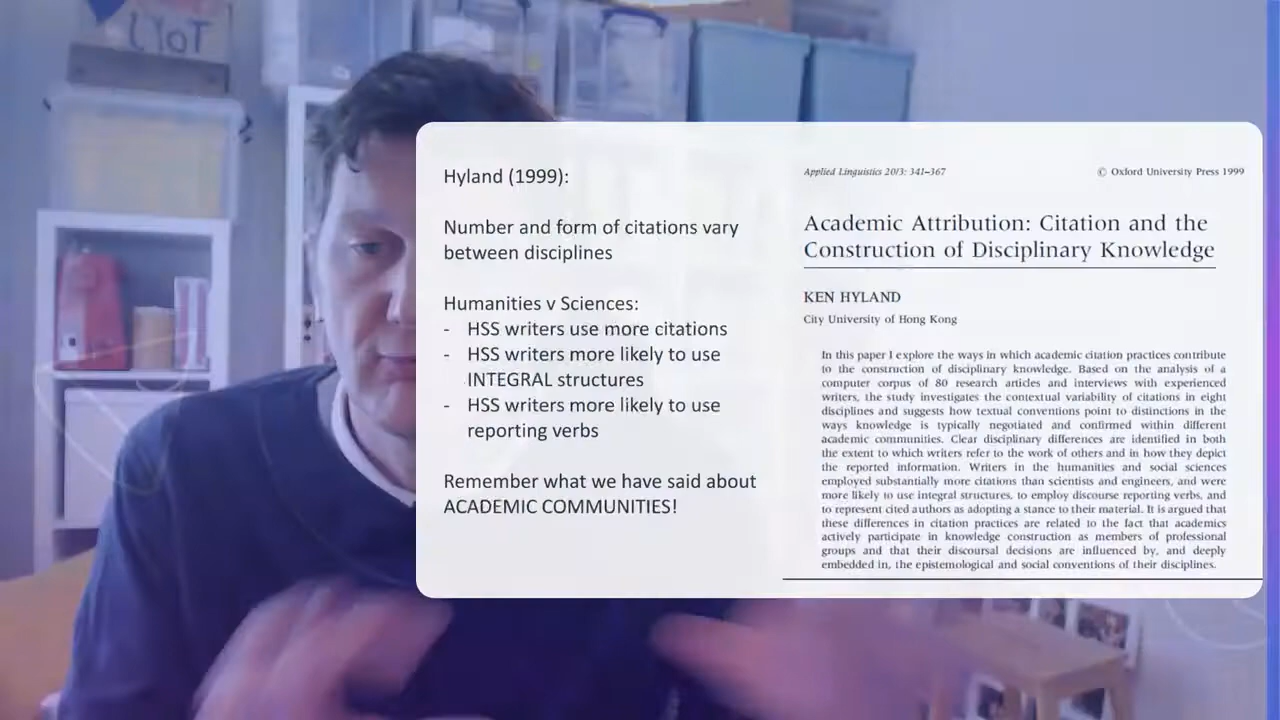 LYOT
Hyland (1999):
Number and form of citations vary
between disciplines
Humanities v Sciences:
- HSS writers use more citations
- HSS writers more likely to use
INTEGRAL structures
- HSS writers more likely to use
reporting verbs
Remember what we have said about
ACADEMIC COMMUNITIES!
Applied Linguistics 20/3: 341–367 © Oxford University Press 1999
Academic Attribution: Citation and the
Construction of Disciplinary Knowledge
KEN HYLAND
City University of Hong Kong
In this paper I explore the ways in which academic citation practices contribute
to the construction of disciplinary knowledge. Based on the analysis of a
computer corpus of 80 research articles and interviews with experienced
writers, the study investigates the contextual variability of citations in eight
disciplines and suggests how textual conventions point to distinctions in the
ways knowledge is typically negotiated and confirmed within different
academic communities. Clear disciplinary differences are identified in both
the extent to which writers refer to the work of others and in how they depict
the reported information. Writers in the humanities and social sciences
employed substantially more citations than scientists and engineers, and were
more likely to use integral structures, to employ discourse reporting verbs, and
to represent cited authors as adopting a stance to their material. It is argued that
these differences in citation practices are related to the fact that academics
actively participate in knowledge construction as members of professional
groups and that their discoursal decisions are influenced by, and deeply
embedded in, the epistemological and social conventions of their disciplines.